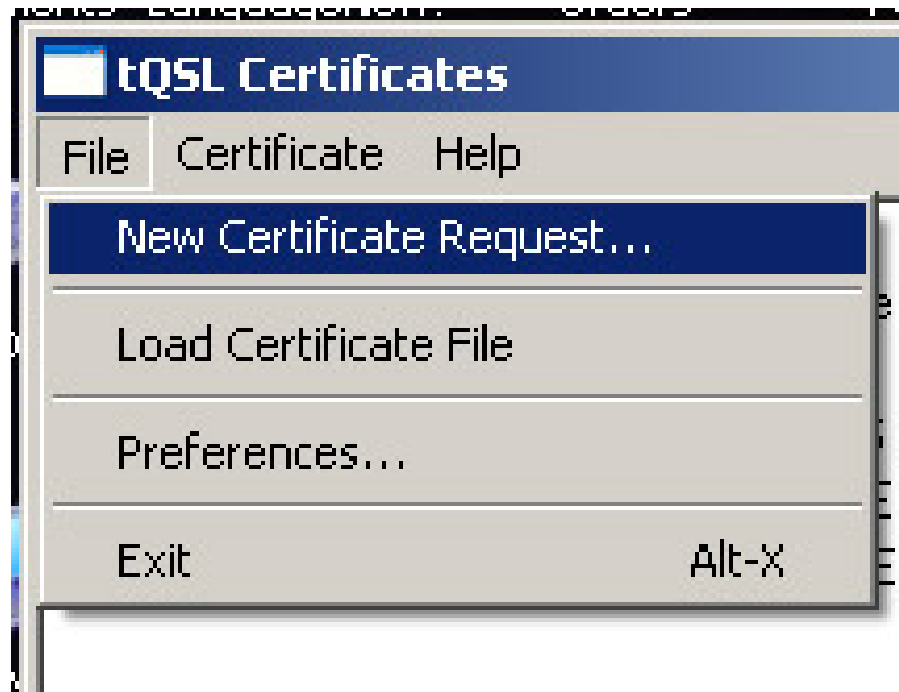 tQSL Certificates
File Certificate Help
New Certificate Request...
Load Certificate File
Preferences...
Exit Alt-X